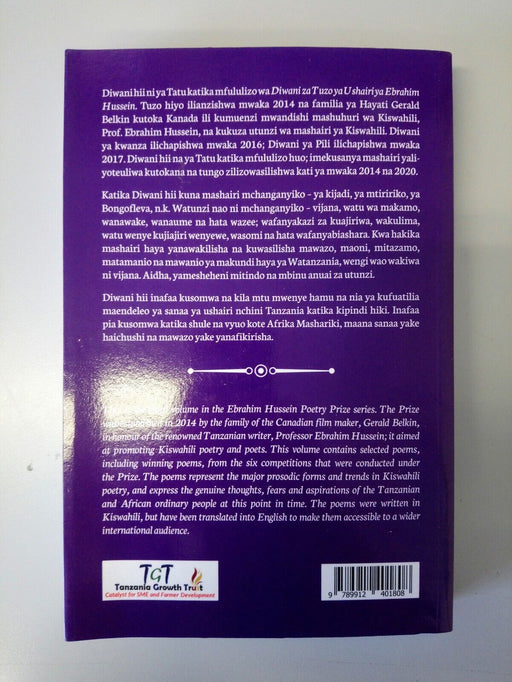 Diwani hii ni ya Tatu katika mfululizo wa Diwani za Tuzo ya Ushairi ya Ebrahim
Hussein. Tuzo hiyo ilianzishwa mwaka 2014 na familia ya Hayati Gerald
Belkin kutoka Kanada ili kumuenzi mwandishi mashuhuri wa Kiswahili,
Prof. Ebrahim Hussein, na kukuza utunzi wa mashairi ya Kiswahili. Diwani
ya kwanza ilichapishwa mwaka 2016; Diwani ya Pili ilichapishwa mwaka
2017. Diwani hii na ya Tatu katika mfululizo huo; imekusanya mashairi yali-
yoteuliwa kutokana na tungo zilizowasilishwa kati ya mwaka 2014 na 2020.
Katika Diwani hii kuna mashairi mchanganyiko - ya kijadi, ya mtiririko, ya
Bongofleva, n.k. Watunzi nao ni mchanganyiko - vijana, watu wa makamo,
wanawake, wanaume na hata wazee; wafanyakazi za kuajiriwa, wakulima,
watu wenye kujiajiri wenyewe, wasomi na hata wafanyabiashara. Kwa hakika
mashairi haya yanawakilisha na kuwasilisha mawazo, maoni, mitazamo,
matamanio na mawanio ya makundi haya ya Watanzania, wengi wao wakiwa
ni vijana. Aidha, yamesheheni mitindo na mbinu anuai za utunzi.
Diwani hii inafaa kusomwa na kila mtu mwenye hamu na nia ya kufuatilia
maendeleo ya sanaa ya ushairi nchini Tanzania katika kipindi hiki. Inafaa
pia kusomwa katika shule na vyuo kote Afrika Mashariki, maana sanaa yake
haichushi na mawazo yake yanafikirisha.
volume in the Ebrahim Hussein Poetry Prize series. The Prize
in 2014 by the family of the Canadian film maker, Gerald Belkin,
in honour of the renowned Tanzanian writer, Professor Ebrahim Hussein; it aimed
at promoting Kiswahili poetry and poets. This volume contains selected poems,
including winning poems, from the six competitions that were conducted under
the Prize. The poems represent the major prosodic forms and trends in Kiswahili
poetry, and express the genuine thoughts, fears and aspirations of the Tanzanian
and African ordinary people at this point in time. The poems were written in
Kiswahili, but have been translated into English to make them accessible to a wider
international audience.
TGT
Tanzania Growth Trust
Catalyst for SME and Farmer Development
9 789912 401808